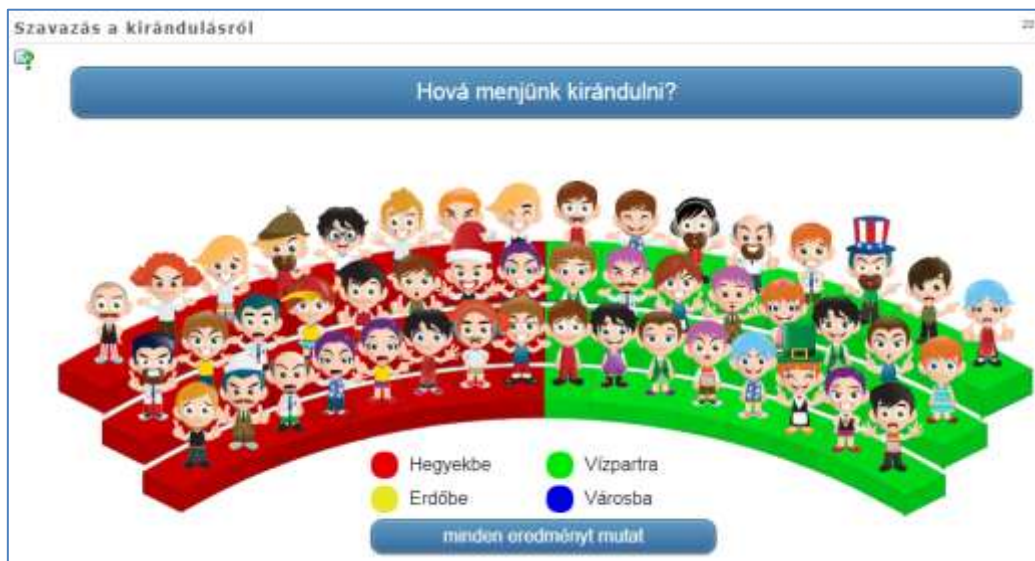 Szavazás a kirándulásról
Hová menjünk kirándulni?
Hegyekbe
Vízpartra
Erdőbe
Városba
minden eredményt mutat